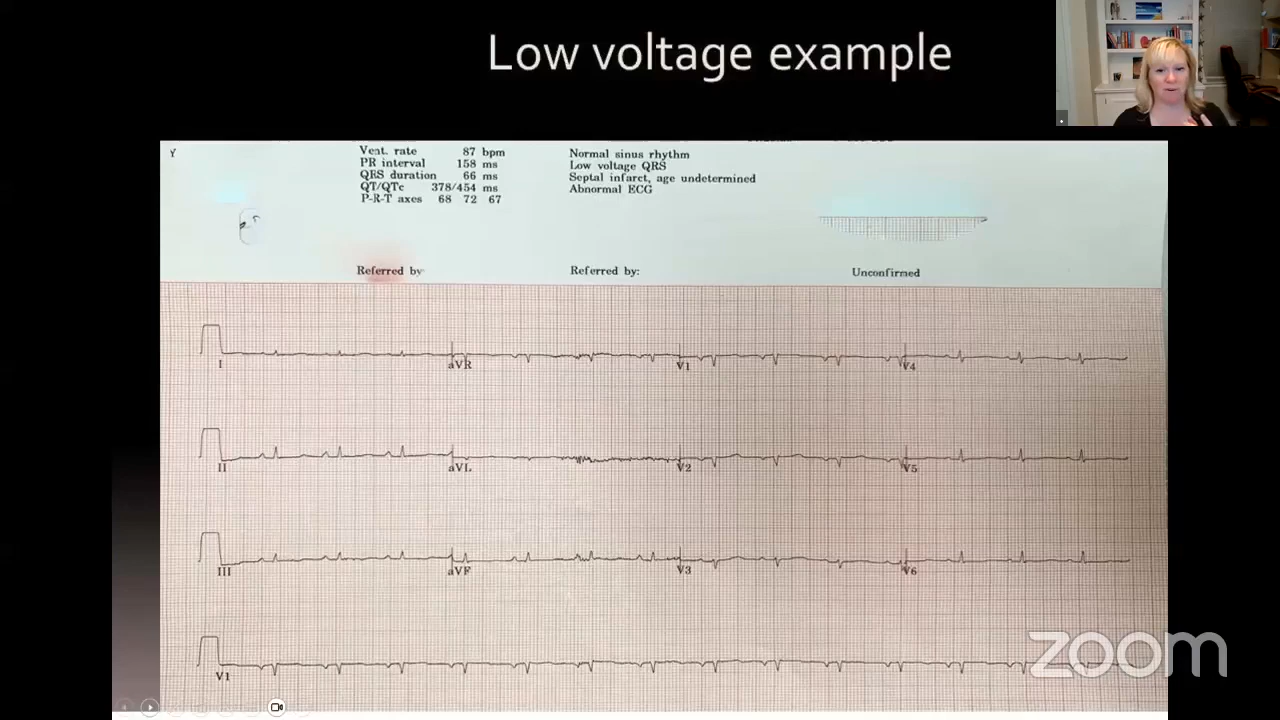 Low voltage example
Y
Vent. rate 87 bpm
PR interval 158 ms
QRS duration 66 ms
QT/QTc 378/454 ms
P-R-T axes 68 72 67
Normal sinus rhythm
Low voltage QRS
Septal infarct, age undetermined
Abnormal ECG
Referred by
Referred by:
Unconfirmed
I aVR V1 V4
II aVL V2 V5
III aVF V3 V6
V1
zoom